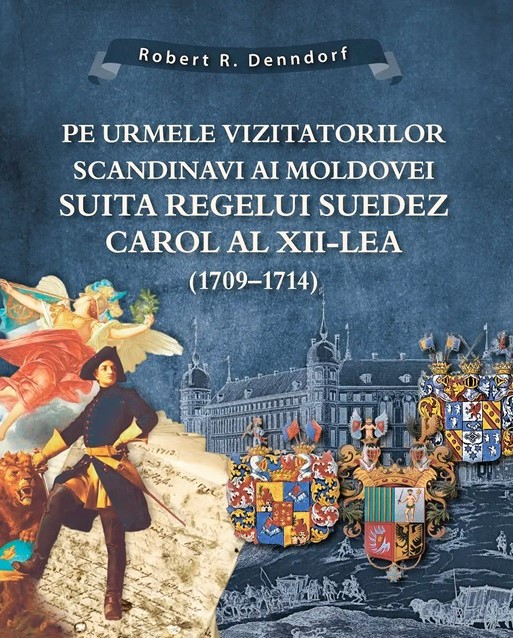 Robert R. Denndorf
PE URMELE VIZITATORILOR
SCANDINAVI AI MOLDOVEI
SUITA REGELUI SUEDEZ
CAROL AL XII-LEA
(1709–1714)